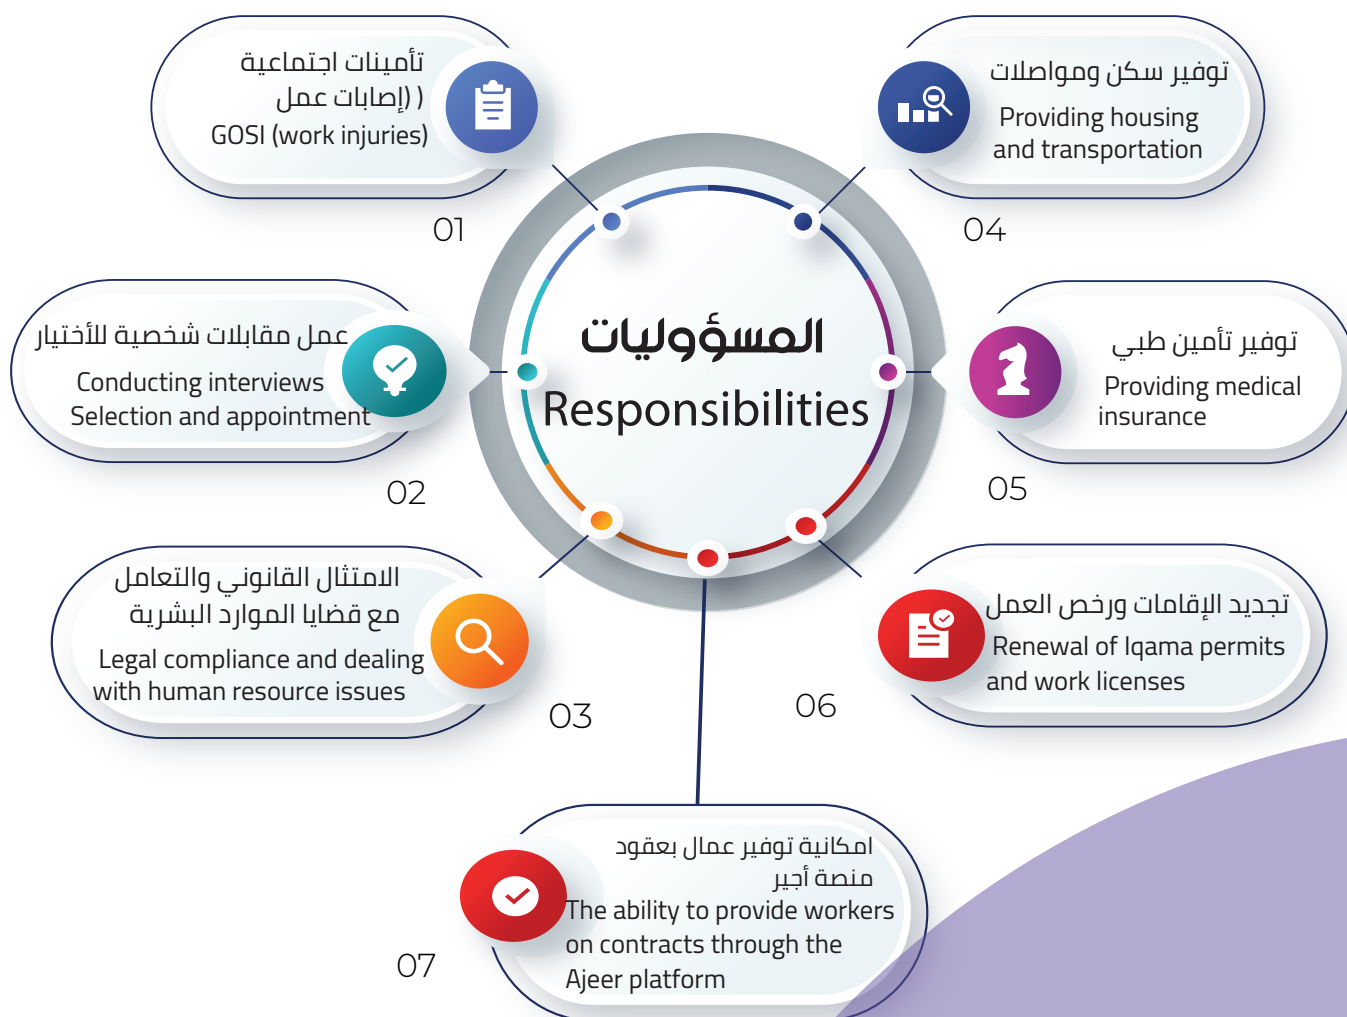 المسؤوليات
Responsibilities
تأمينات اجتماعية
( (إصابات عمل
GOSI (work injuries)
01
عمل مقابلات شخصية للأختيار
Conducting interviews
Selection and appointment
02
الامتثال القانوني والتعامل
مع قضايا الموارد البشرية
Legal compliance and dealing
with human resource issues
03
توفير سكن ومواصلات
Providing housing
and transportation
04
توفير تأمين طبي
Providing medical
insurance
05
تجديد الإقامات ورخص العمل
Renewal of Iqama permits
and work licenses
06
امكانية توفير عمال بعقود
منصة أجير
The ability to provide workers
on contracts through the
Ajeer platform
07